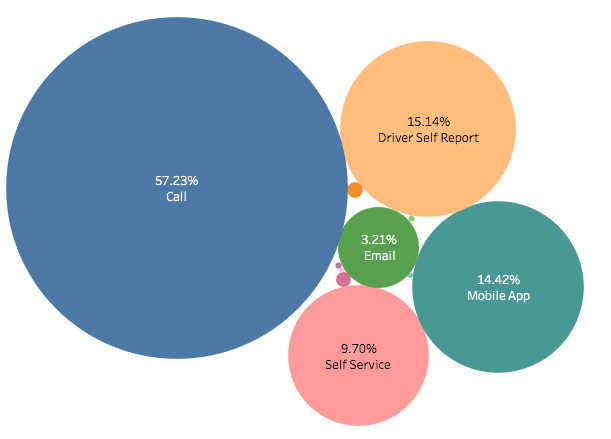 57.23%
Call
15.14%
Driver Self Report
3.21%
Email
14.42%
Mobile App
9.70%
Self Service